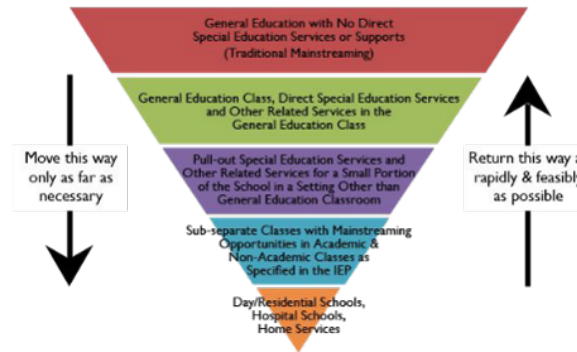 General Education with No Direct
Special Education Services or Supports
(Traditional Mainstreaming)
General Education Class, Direct Special Education Services
and Other Related Services in the
General Education Class
Move this way
only as far as
necessary
Pull-out Special Education Services and
Other Related Services for a Small Portion
of the School in a Setting Other than
General Education Classroom
Return this way a
rapidly & feasibly
as possible
Sub-separate Classes with Mainstreaming
Opportunities in Academic &
Non-Academic Classes as
Specified in the IEP
Day/Residential Schools,
Hospital Schools,
Home Services